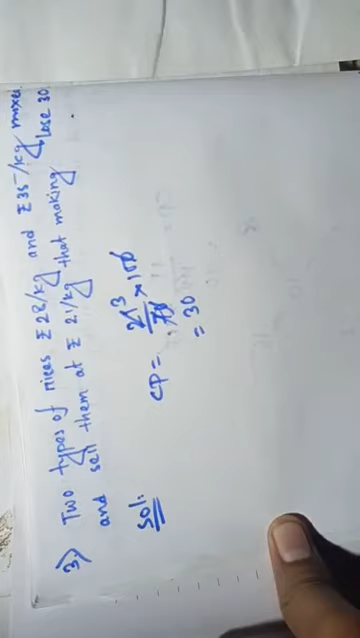 3.) Two types of rices ₹28/kg and ₹35/kg mixed
and sell them at ₹ 21/kg that making lose 30
Sol:
CP = 21/70 × 100
= 30